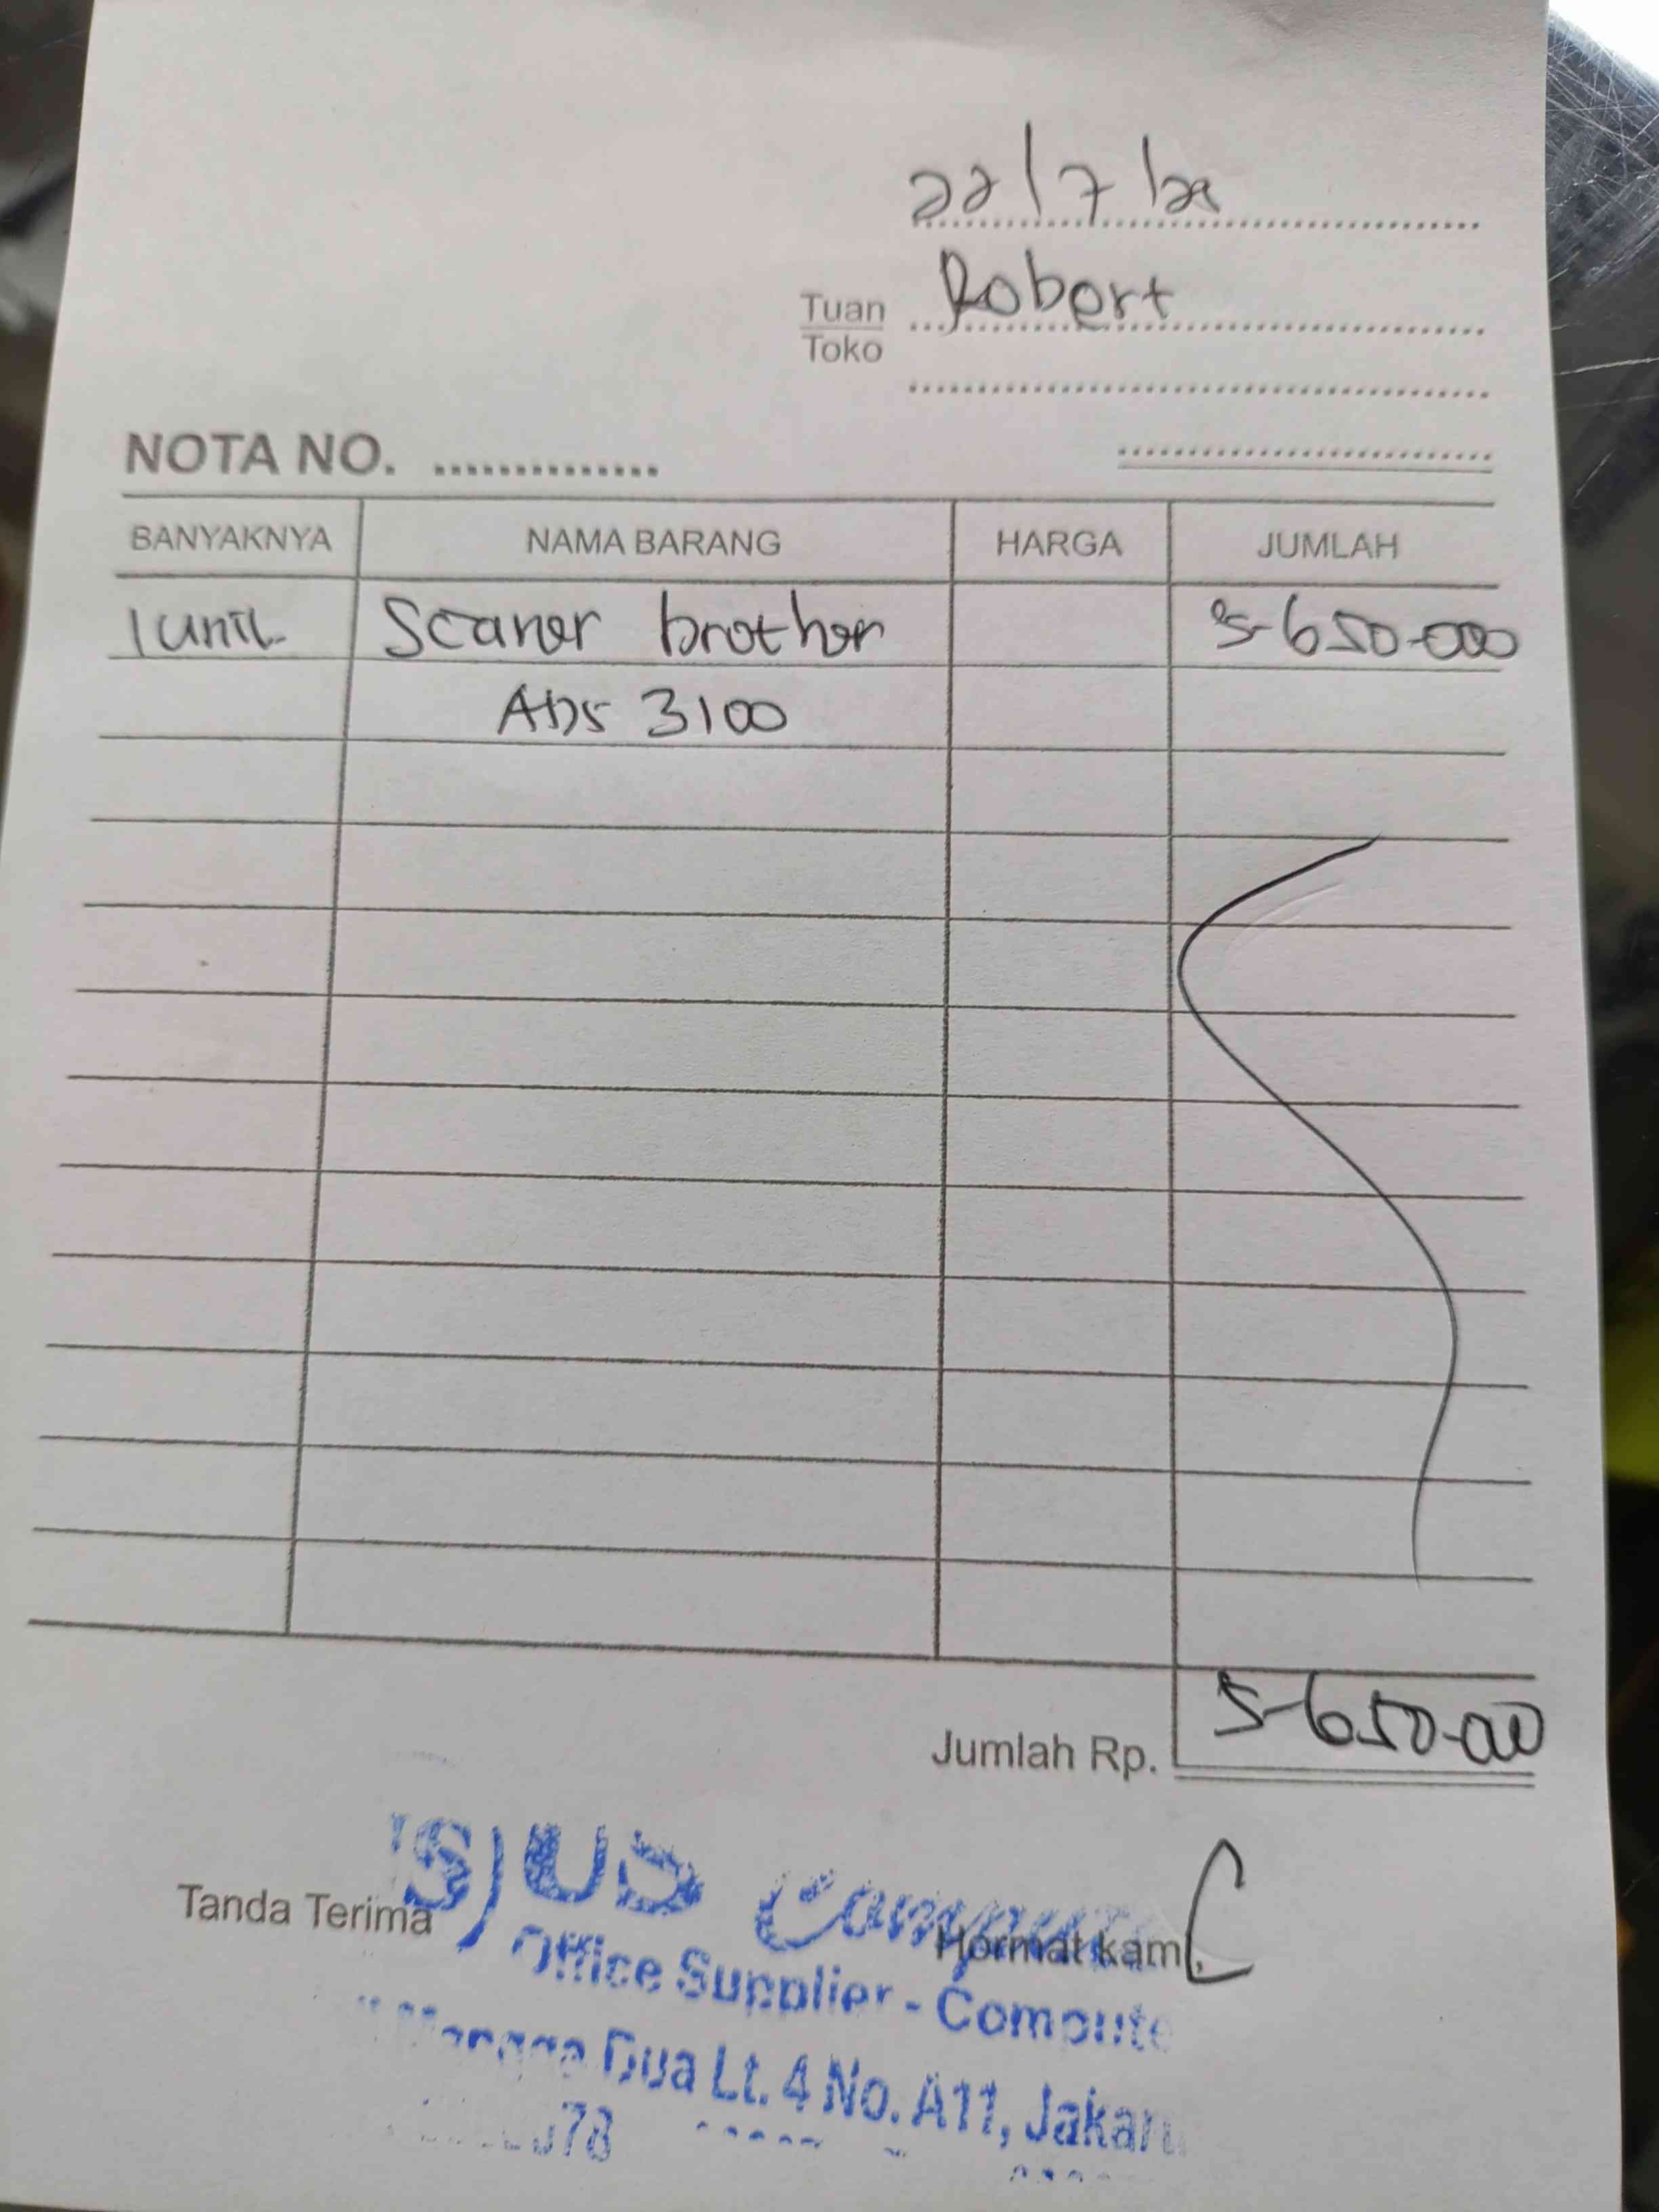 22/7/25
Tuan Robert
Toko
NOTA NO.
BANYAKNYA NAMA BARANG HARGA JUMLAH
1 unit Scaner brother 5-650-000
Ads 3100
Jumlah Rp. 5-650-000
Tanda Terima Hormat kami,
Office Supplier - Compute
Dua Lt. 4 No. A11, Jakar
78